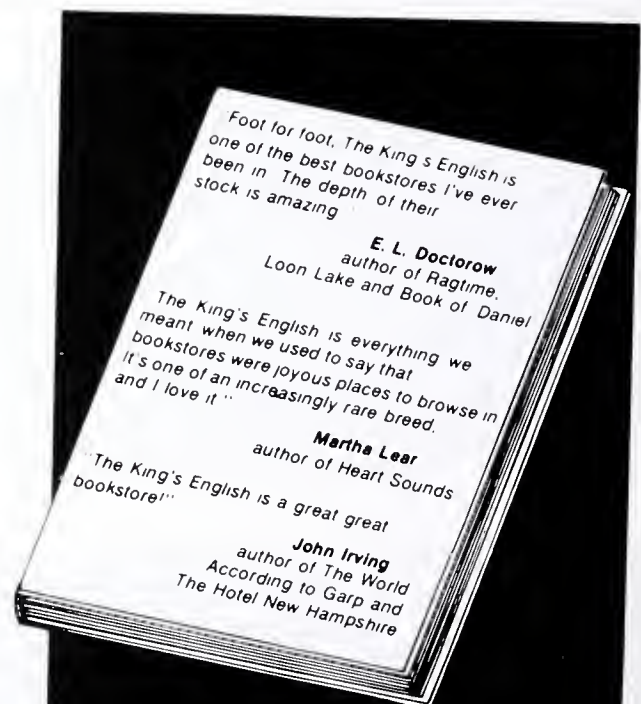 "Foot for foot, The King s English is
one of the best bookstores I've ever
been in The depth of their
stock is amazing
E. L. Doctorow
author of Ragtime,
Loon Lake and Book of Daniel
The King's English is everything we
meant when we used to say that
bookstores were joyous places to browse in
It's one of an increasingly rare breed.
and I love it "
Martha Lear
author of Heart Sounds
"The King's English is a great great
bookstore!"
John Irving
author of The World
According to Garp and
The Hotel New Hampshire